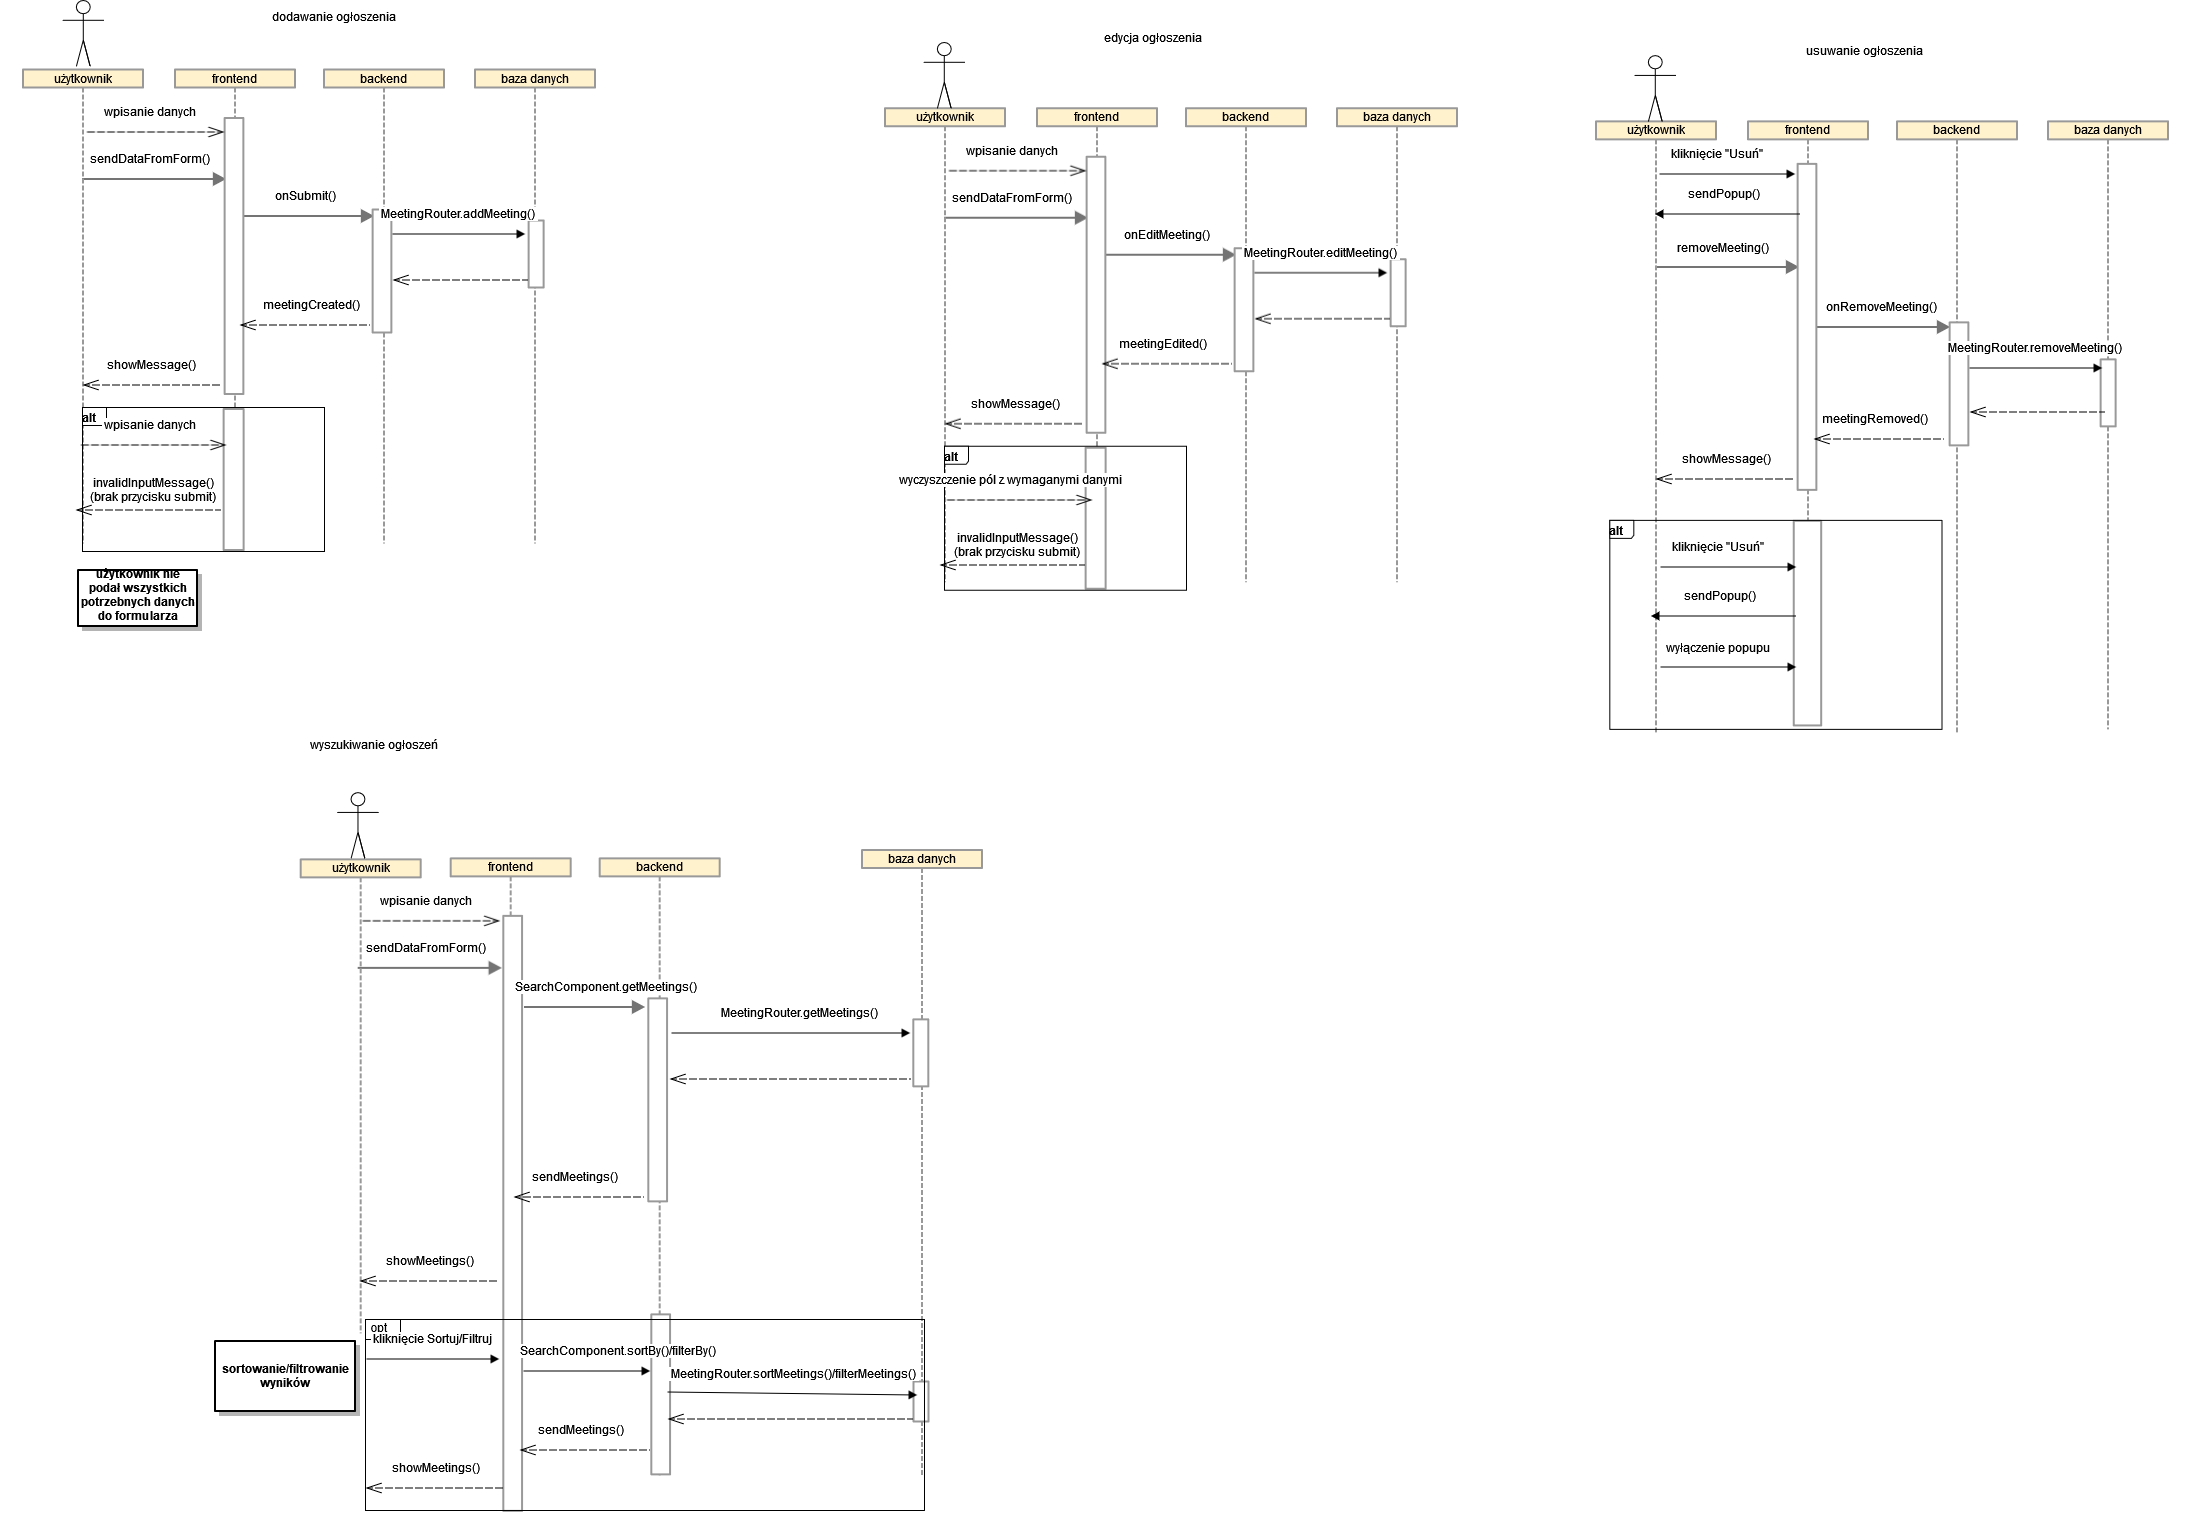 dodawanie ogłoszenia
użytkownik
frontend
backend
baza danych
wpisanie danych
sendDataFromForm()
onSubmit()
MeetingRouter.addMeeting()
meetingCreated()
showMessage()
alt
wpisanie danych
invalidInputMessage()
(brak przycisku submit)
użytkownik nie
podał wszystkich
potrzebnych danych
do formularza
edycja ogłoszenia
użytkownik
frontend
backend
baza danych
wpisanie danych
sendDataFromForm()
onEditMeeting()
MeetingRouter.editMeeting()
meetingEdited()
showMessage()
alt
wyczyszczenie pól z wymaganymi danymi
invalidInputMessage()
(brak przycisku submit)
usuwanie ogłoszenia
użytkownik
frontend
backend
baza danych
kliknięcie "Usuń"
sendPopup()
removeMeeting()
onRemoveMeeting()
MeetingRouter.removeMeeting()
meetingRemoved()
showMessage()
alt
kliknięcie "Usuń"
sendPopup()
wyłączenie popupu
wyszukiwanie ogłoszeń
użytkownik
frontend
backend
baza danych
wpisanie danych
sendDataFromForm()
SearchComponent.getMeetings()
MeetingRouter.getMeetings()
sendMeetings()
showMeetings()
opt
kliknięcie Sortuj/Filtruj
sortowanie/filtrowanie
wyników
SearchComponent.sortBy()/filterBy()
MeetingRouter.sortMeetings()/filterMeetings()
sendMeetings()
showMeetings()